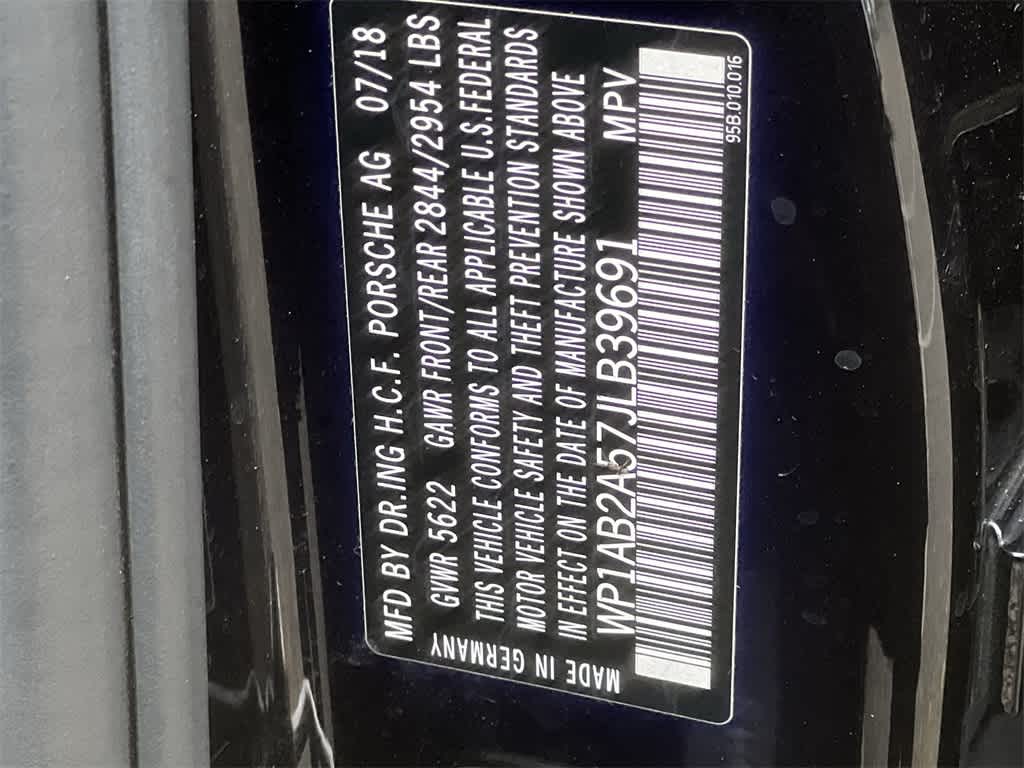 MFD BY DR.ING H.C.F. PORSCHE AG 07/18
GVWR 5622 GAWR FRONT/REAR 2844/2954 LBS
THIS VEHICLE CONFORMS TO ALL APPLICABLE U.S.FEDERAL
MOTOR VEHICLE SAFETY AND THEFT PREVENTION STANDARDS
IN EFFECT ON THE DATE OF MANUFACTURE SHOWN ABOVE
WP1AB2A57JLB39691 MPV
MADE IN GERMANY
95B.010.016